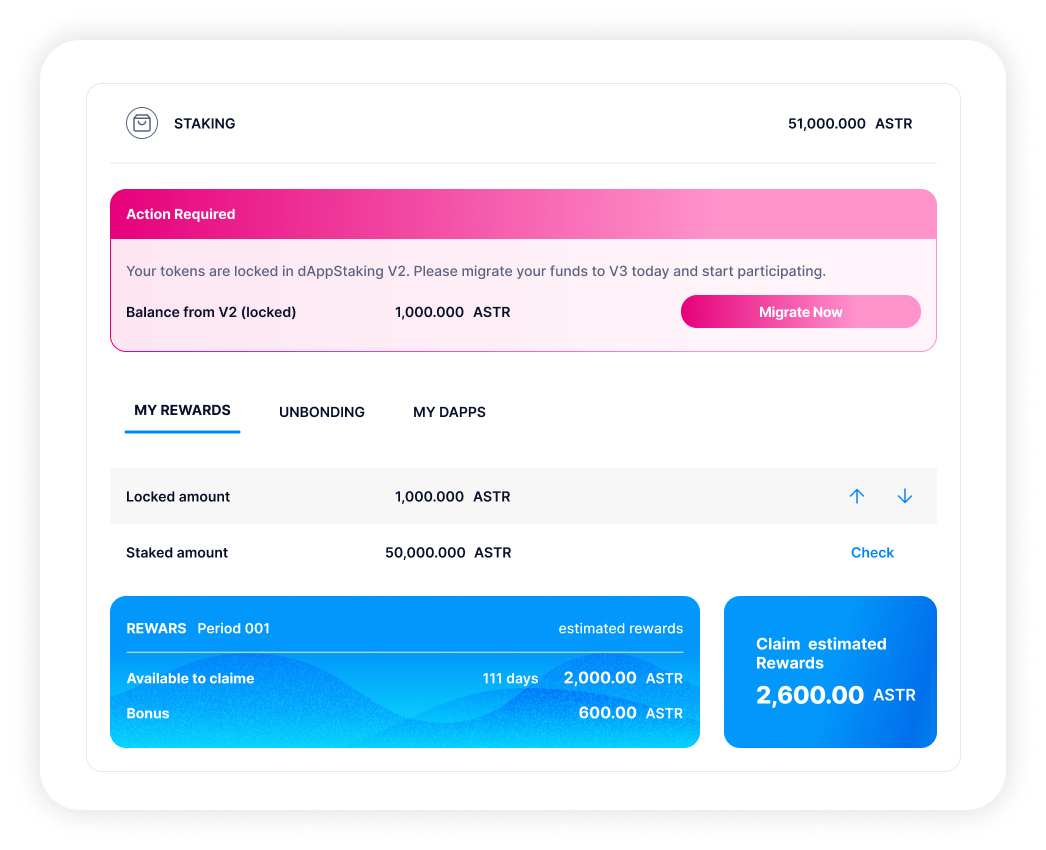 STAKING 51,000.000 ASTR
Action Required
Your tokens are locked in dAppStaking V2. Please migrate your funds to V3 today and start participating.
Balance from V2 (locked) 1,000.000 ASTR Migrate Now
MY REWARDS UNBONDING MY DAPPS
Locked amount 1,000.000 ASTR
Staked amount 50,000.000 ASTR Check
REWARS Period 001 estimated rewards
Available to claime 111 days 2,000.00 ASTR
Bonus 600.00 ASTR
Claim estimated
Rewards
2,600.00 ASTR